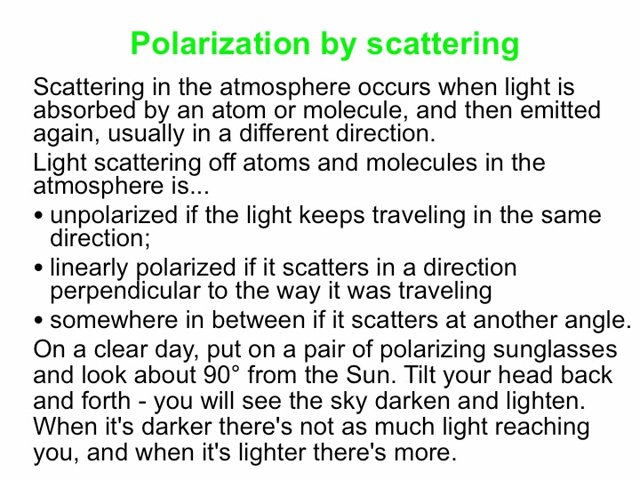 Polarization by scattering
Scattering in the atmosphere occurs when light is
absorbed by an atom or molecule, and then emitted
again, usually in a different direction.
Light scattering off atoms and molecules in the
atmosphere is...
• unpolarized if the light keeps traveling in the same
direction;
• linearly polarized if it scatters in a direction
perpendicular to the way it was traveling
• somewhere in between if it scatters at another angle.
On a clear day, put on a pair of polarizing sunglasses
and look about 90° from the Sun. Tilt your head back
and forth - you will see the sky darken and lighten.
When it's darker there's not as much light reaching
you, and when it's lighter there's more.